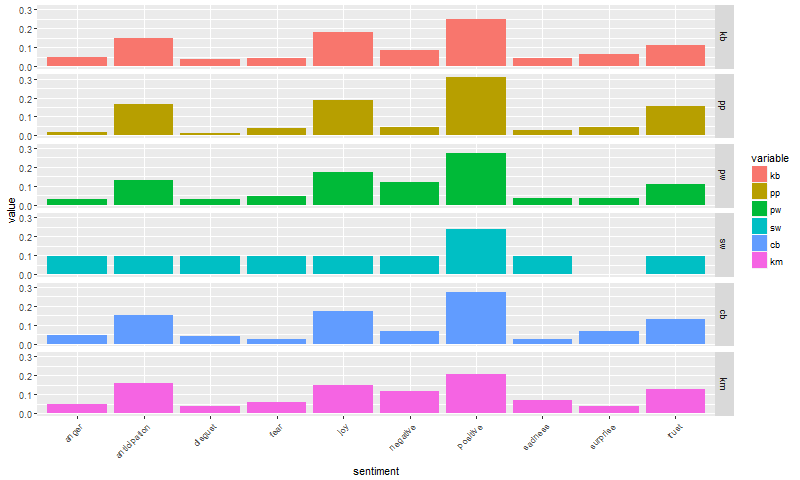 0.3
0.2
0.1
0.0
kb
0.3
0.2
0.1
0.0
pp
0.3
0.2
0.1
0.0
pw
0.3
0.2
0.1
0.0
sw
0.3
0.2
0.1
0.0
cb
0.3
0.2
0.1
0.0
km
value
anger
anticipation
disgust
fear
joy
negative
positive
sadness
surprise
trust
sentiment
variable
kb
pp
pw
sw
cb
km